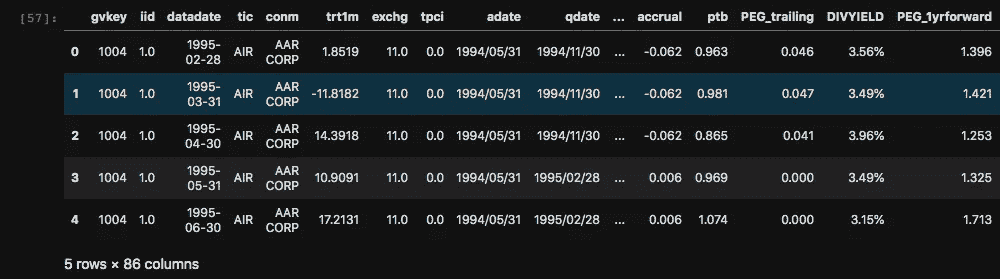 [57]:
gvkey iid datadate tic conm trt1m exchg tpci adate qdate ... accrual ptb PEG_trailing DIVYIELD PEG_1yrforward
0 1004 1.0 1995-02-28 AIR AAR CORP 1.8519 11.0 0.0 1994/05/31 1994/11/30 ... -0.062 0.963 0.046 3.56% 1.396
1 1004 1.0 1995-03-31 AIR AAR CORP -11.8182 11.0 0.0 1994/05/31 1994/11/30 ... -0.062 0.981 0.047 3.49% 1.421
2 1004 1.0 1995-04-30 AIR AAR CORP 14.3918 11.0 0.0 1994/05/31 1994/11/30 ... -0.062 0.865 0.041 3.96% 1.253
3 1004 1.0 1995-05-31 AIR AAR CORP 10.9091 11.0 0.0 1994/05/31 1995/02/28 ... 0.006 0.969 0.000 3.49% 1.325
4 1004 1.0 1995-06-30 AIR AAR CORP 17.2131 11.0 0.0 1994/05/31 1995/02/28 ... 0.006 1.074 0.000 3.15% 1.713
5 rows × 86 columns